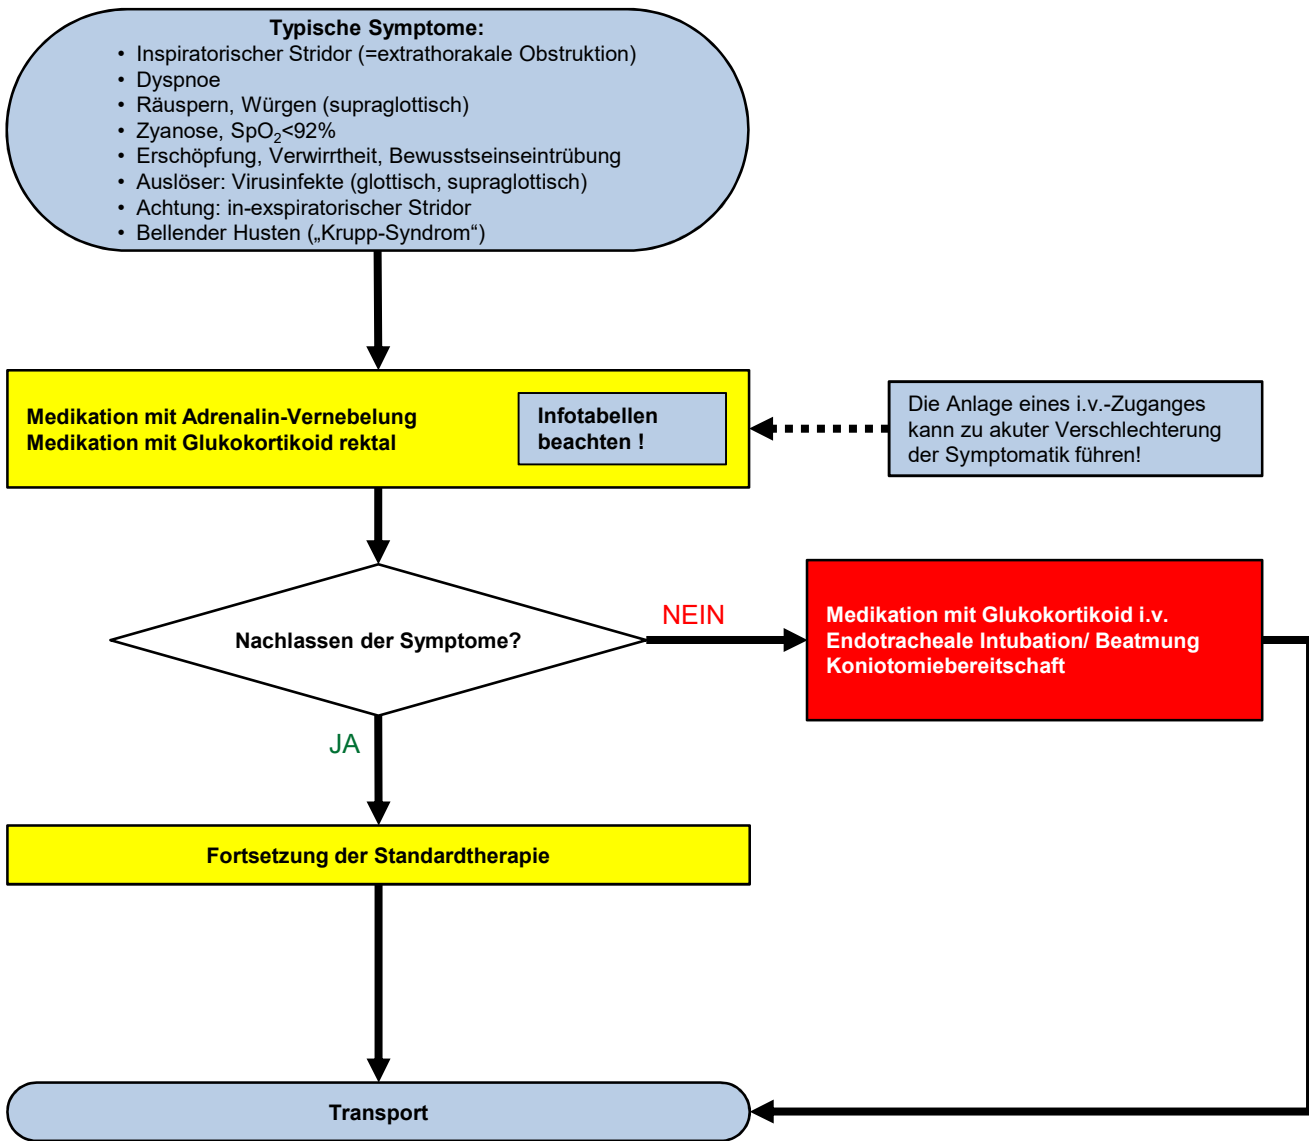 Typische Symptome:
• Inspiratorischer Stridor (=extrathorakale Obstruktion)
• Dyspnoe
• Räuspern, Würgen (supraglottisch)
• Zyanose, SpO₂<92%
• Erschöpfung, Verwirrtheit, Bewusstseinseintrübung
• Auslöser: Virusinfekte (glottisch, supraglottisch)
• Achtung: in-exspiratorischer Stridor
• Bellender Husten („Krupp-Syndrom“)
Medikation mit Adrenalin-Vernebelung
Medikation mit Glukokortikoid rektal
Infotabellen
beachten !
Die Anlage eines i.v.-Zuganges
kann zu akuter Verschlechterung
der Symptomatik führen!
Nachlassen der Symptome?
NEIN
Medikation mit Glukokortikoid i.v.
Endotracheale Intubation/ Beatmung
Koniotomiebereitschaft
JA
Fortsetzung der Standardtherapie
Transport